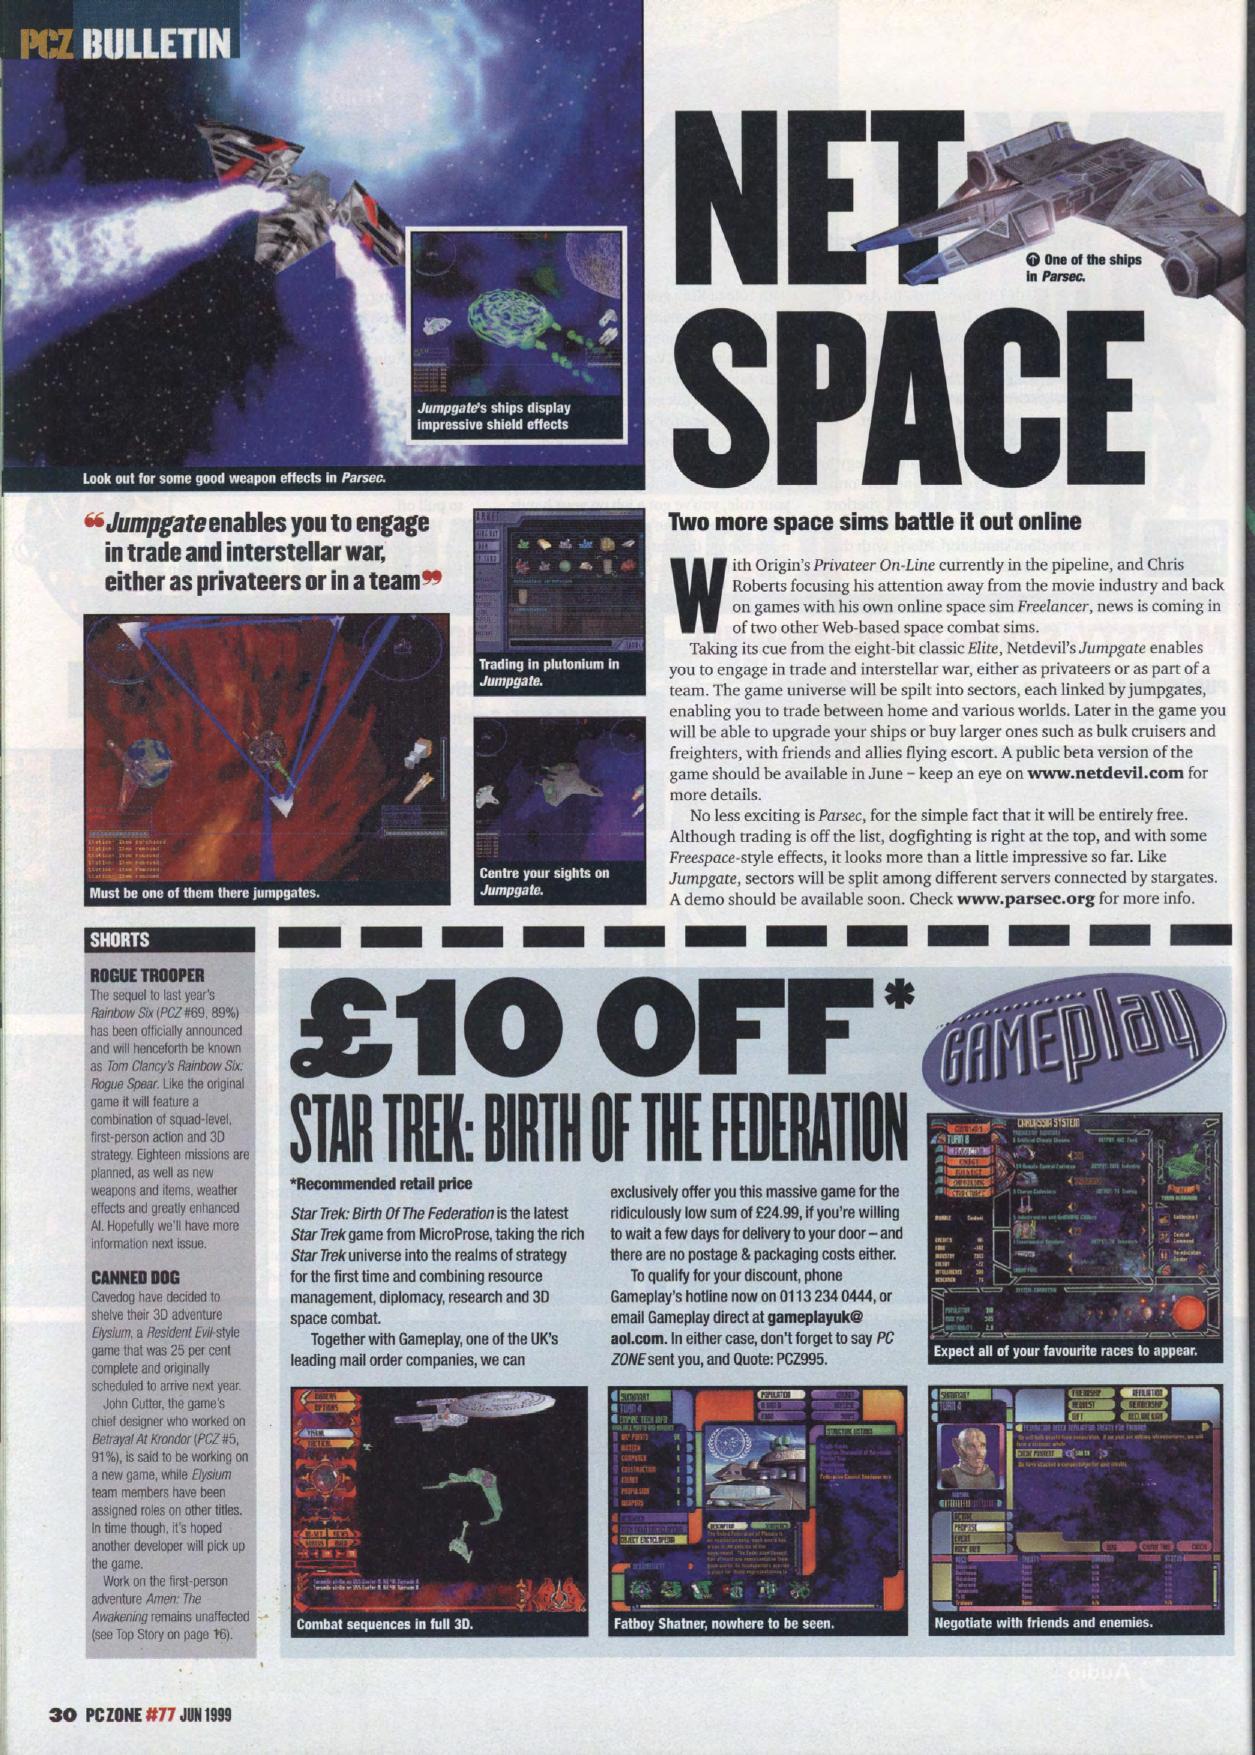 PCZ BULLETIN
NET
SPACE
One of the ships
in Parsec.
Jumpgate's ships display
impressive shield effects
Look out for some good weapon effects in Parsec.
“Jumpgate enables you to engage
in trade and interstellar war,
either as privateers or in a team”
Trading in plutonium in
Jumpgate.
Must be one of them there jumpgates.
Centre your sights on
Jumpgate.
Two more space sims battle it out online
With Origin's Privateer On-Line currently in the pipeline, and Chris
Roberts focusing his attention away from the movie industry and back
on games with his own online space sim Freelancer, news is coming in
of two other Web-based space combat sims.
Taking its cue from the eight-bit classic Elite, Netdevil's Jumpgate enables
you to engage in trade and interstellar war, either as privateers or as part of a
team. The game universe will be spilt into sectors, each linked by jumpgates,
enabling you to trade between home and various worlds. Later in the game you
will be able to upgrade your ships or buy larger ones such as bulk cruisers and
freighters, with friends and allies flying escort. A public beta version of the
game should be available in June – keep an eye on www.netdevil.com for
more details.
No less exciting is Parsec, for the simple fact that it will be entirely free.
Although trading is off the list, dogfighting is right at the top, and with some
Freespace-style effects, it looks more than a little impressive so far. Like
Jumpgate, sectors will be split among different servers connected by stargates.
A demo should be available soon. Check www.parsec.org for more info.
SHORTS
ROGUE TROOPER
The sequel to last year's
Rainbow Six (PCZ #69, 89%)
has been officially announced
and will henceforth be known
as Tom Clancy's Rainbow Six:
Rogue Spear. Like the original
game it will feature a
combination of squad-level,
first-person action and 3D
strategy. Eighteen missions are
planned, as well as new
weapons and items, weather
effects and greatly enhanced
AI. Hopefully we'll have more
information next issue.
CANNED DOG
Cavedog have decided to
shelve their 3D adventure
Elysium, a Resident Evil-style
game that was 25 per cent
complete and originally
scheduled to arrive next year.
John Cutter, the game's
chief designer who worked on
Betrayal At Krondor (PCZ #5,
91%), is said to be working on
a new game, while Elysium
team members have been
assigned roles on other titles.
In time though, it's hoped
another developer will pick up
the game.
Work on the first-person
adventure Amen: The
Awakening remains unaffected
(see Top Story on page 16).
£10 OFF*
STAR TREK: BIRTH OF THE FEDERATION
GAMEplay
*Recommended retail price
Star Trek: Birth Of The Federation is the latest
Star Trek game from MicroProse, taking the rich
Star Trek universe into the realms of strategy
for the first time and combining resource
management, diplomacy, research and 3D
space combat.
Together with Gameplay, one of the UK's
leading mail order companies, we can
exclusively offer you this massive game for the
ridiculously low sum of £24.99, if you're willing
to wait a few days for delivery to your door – and
there are no postage & packaging costs either.
To qualify for your discount, phone
Gameplay's hotline now on 0113 234 0444, or
email Gameplay direct at gameplayuk@
aol.com. In either case, don't forget to say PC
ZONE sent you, and Quote: PCZ995.
CARDASSIA SYSTEM
TURN 8
Expect all of your favourite races to appear.
OPTIONS
Combat sequences in full 3D.
SUMMARY
TURN 4
EMPIRE TECH INFO
POPULATION
STRUCTURE LISTING
OBJECT ENCYCLOPEDIA
Fatboy Shatner, nowhere to be seen.
SUMMARY
TURN 4
FRIENDSHIP
AFFILIATION
REQUEST
MEMBERSHIP
GIFT
DECLARE WAR
PROPOSE
Negotiate with friends and enemies.
30 PC ZONE #77 JUN 1999